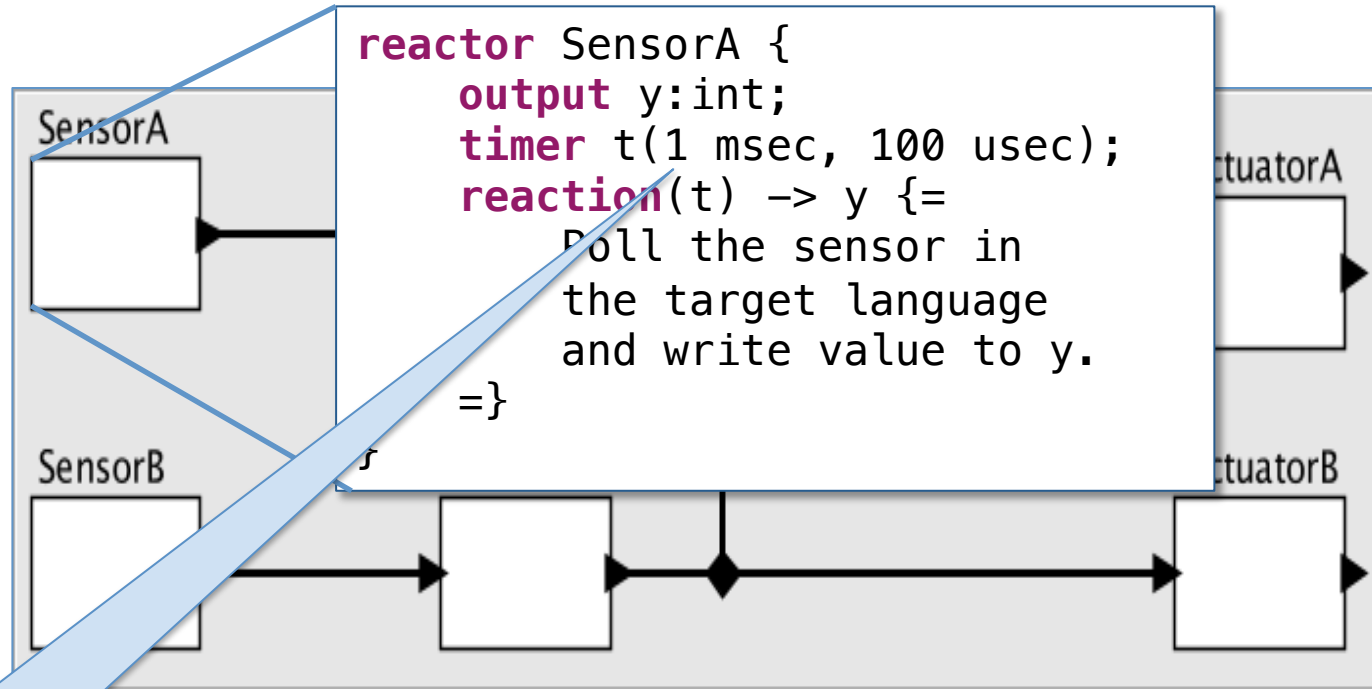 reactor SensorA {
output y:int;
timer t(1 msec, 100 usec);
reaction(t) −> y {=
Poll the sensor in
the target language
and write value to y.
=}
}
SensorA
ctuatorA
SensorB
ctuatorB